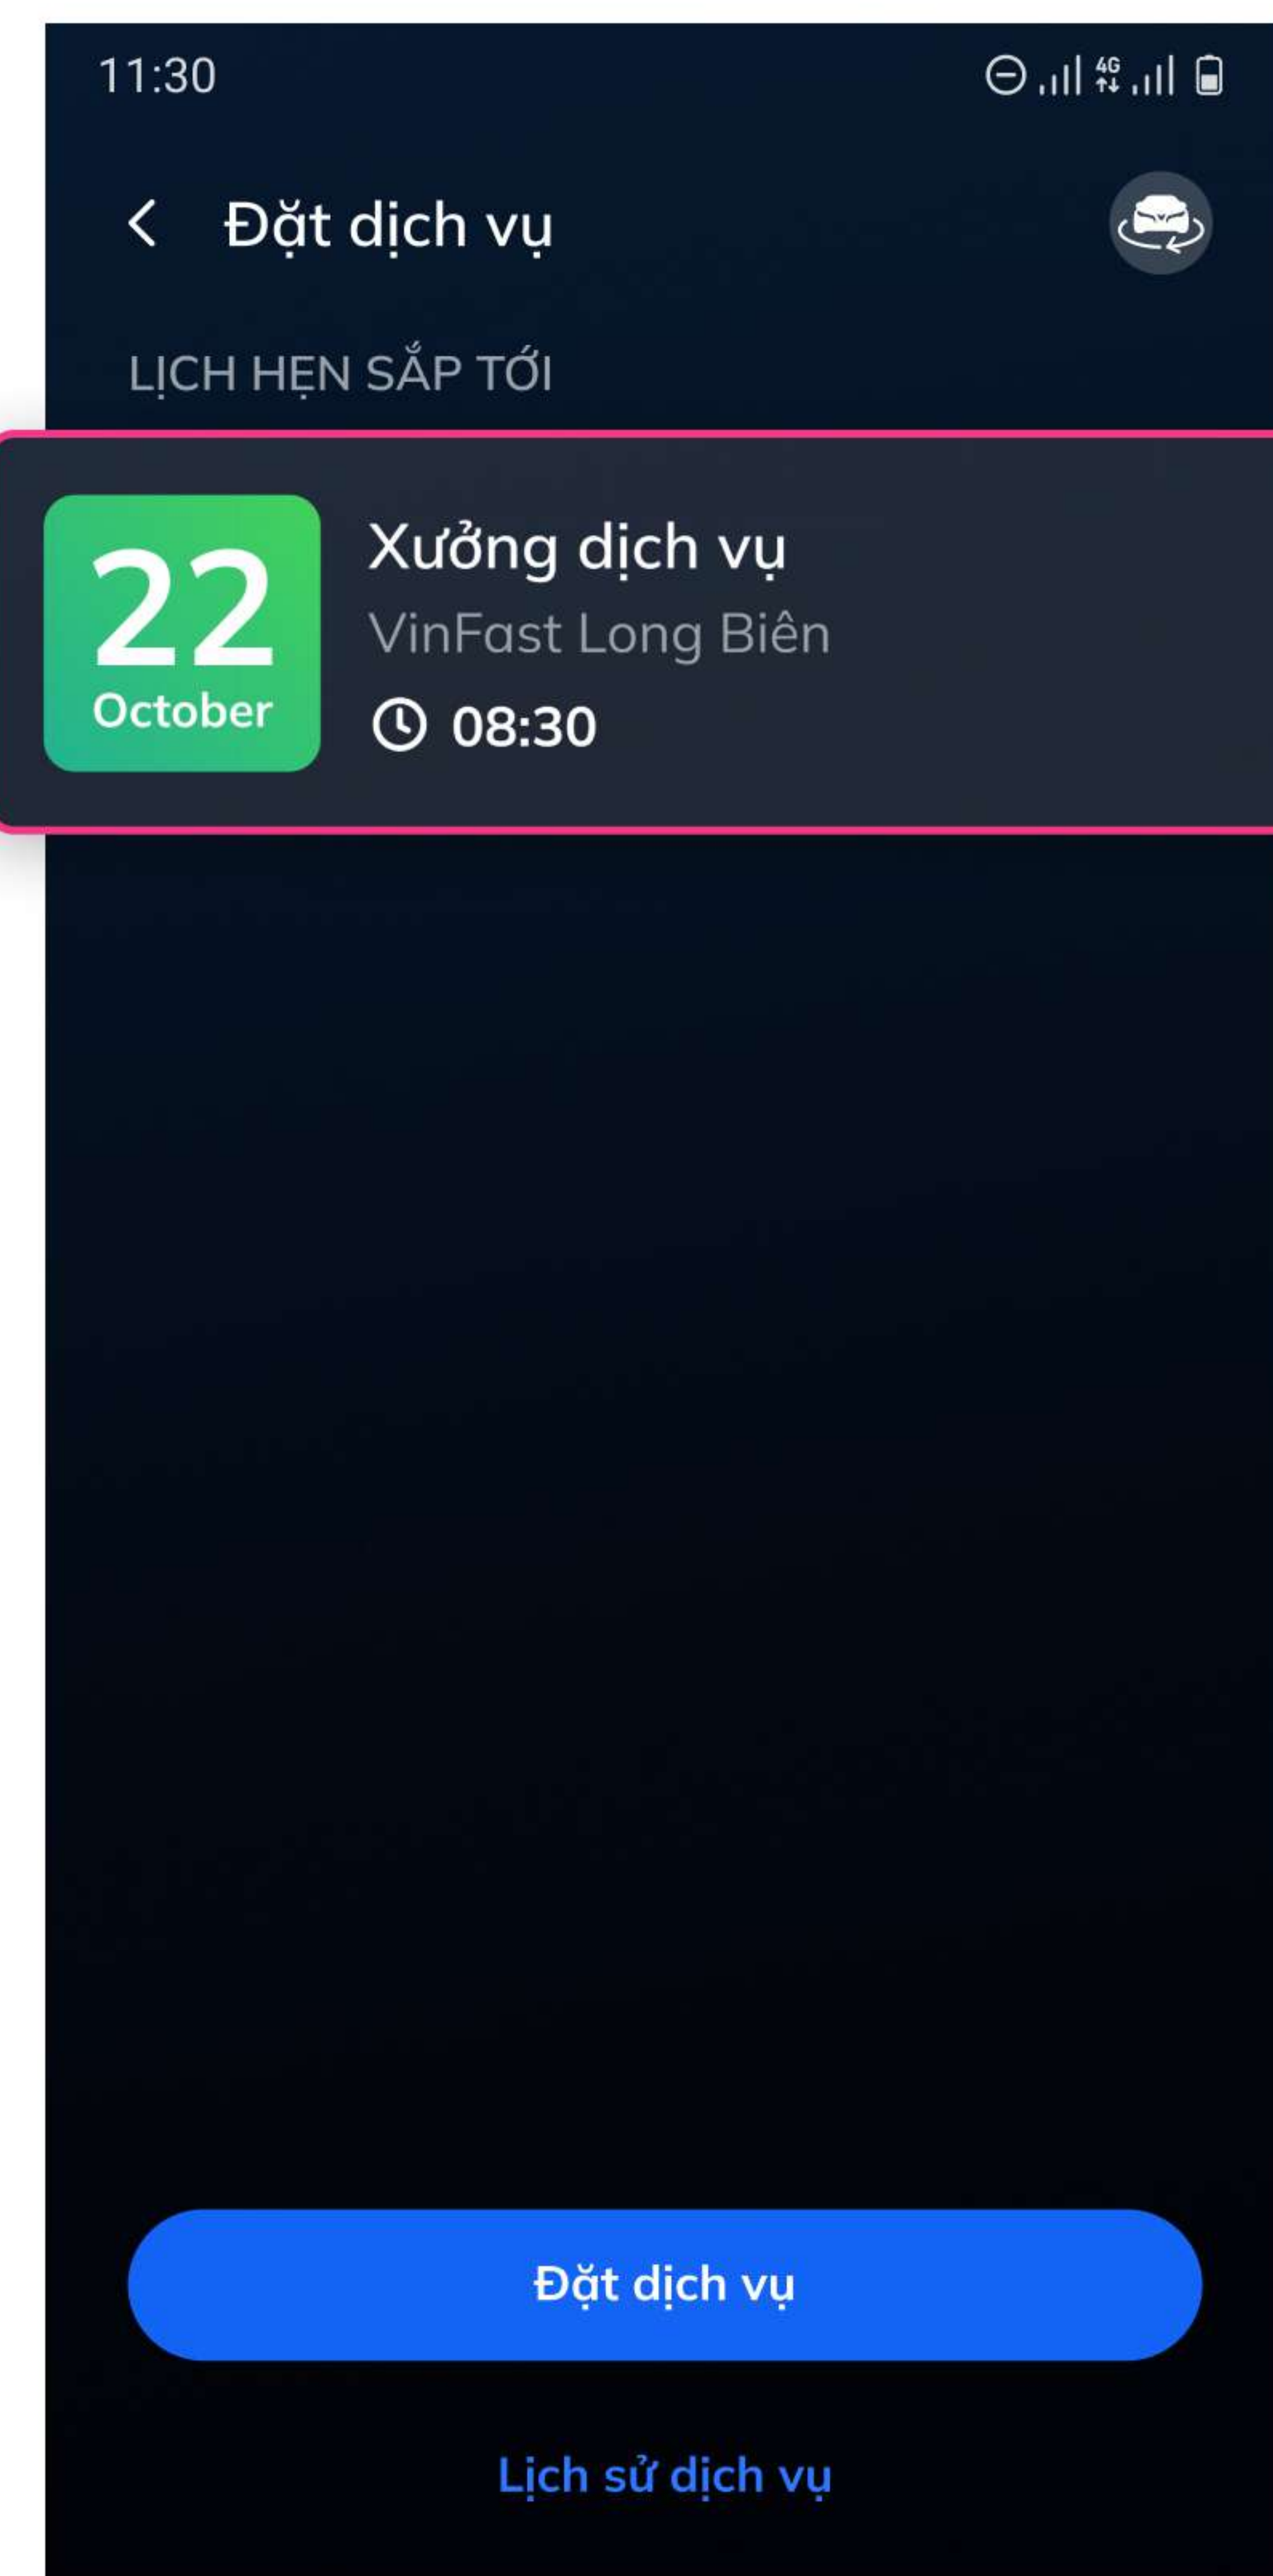 11:30
4G
Đặt dịch vụ
LỊCH HẸN SẮP TỚI
22
October
Xưởng dịch vụ
VinFast Long Biên
08:30
Đặt dịch vụ
Lịch sử dịch vụ